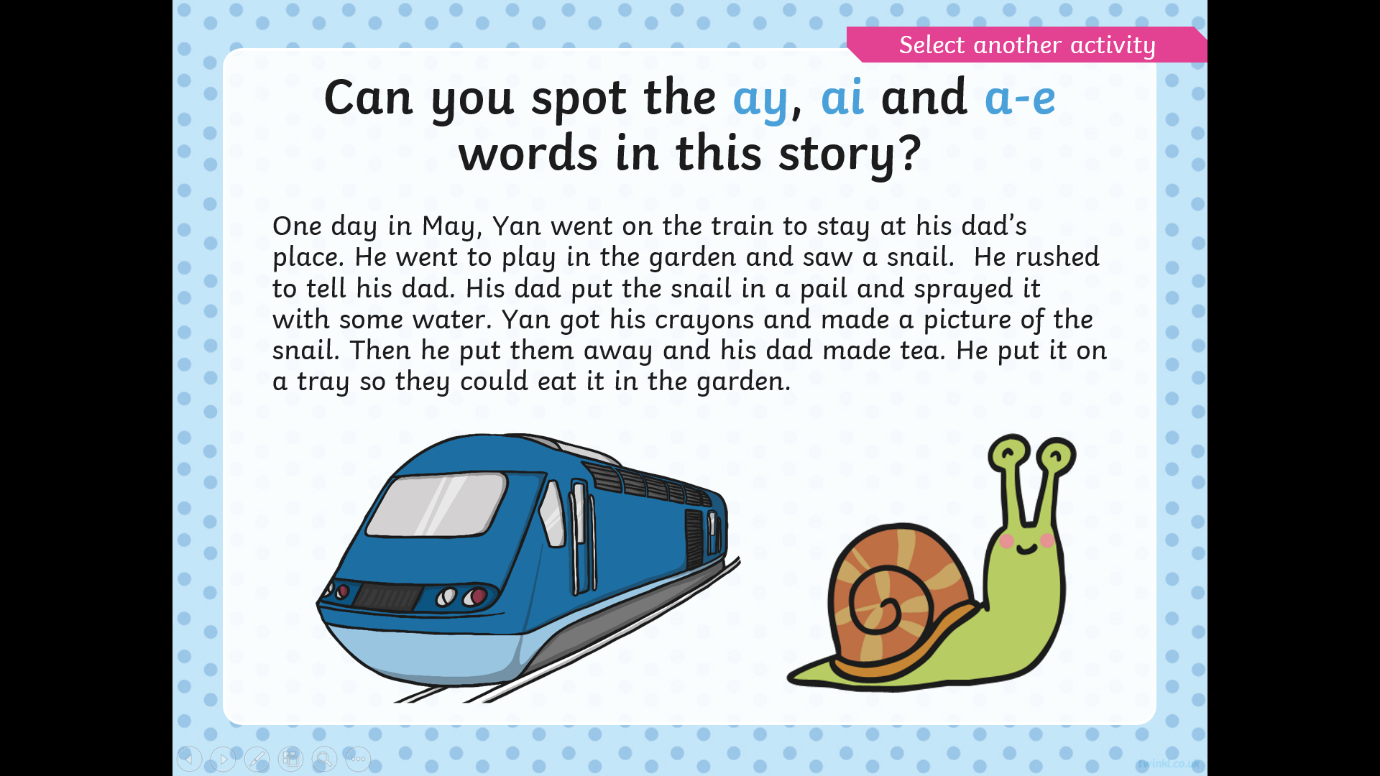 Select another activity
Can you spot the ay, ai and a-e
words in this story?
One day in May, Yan went on the train to stay at his dad's
place. He went to play in the garden and saw a snail.  He rushed
to tell his dad. His dad put the snail in a pail and sprayed it
with some water. Yan got his crayons and made a picture of the
snail. Then he put them away and his dad made tea. He put it on
a tray so they could eat it in the garden.
twinkl.co.uk